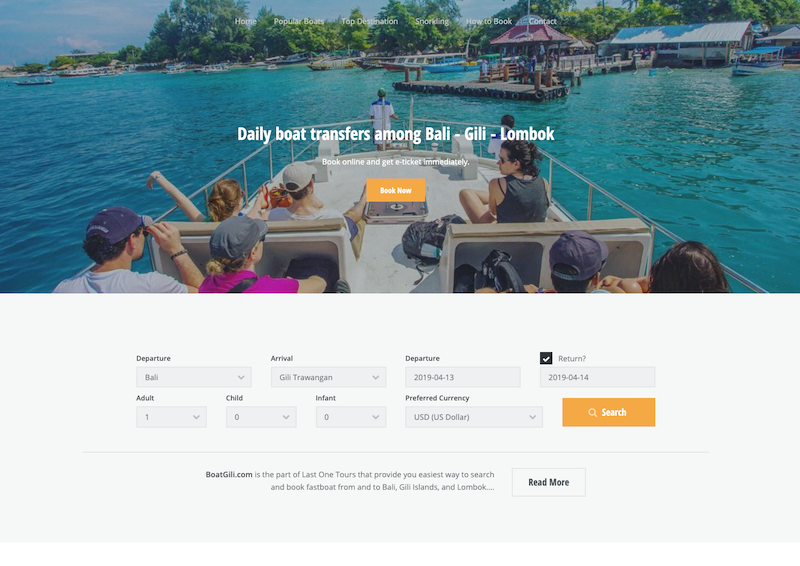 Home Popular Boats Top Destination Snorkling How to Book Contact
Daily boat transfers among Bali - Gili - Lombok
Book online and get e-ticket immediately.
Book Now
Departure Arrival Departure Return?
Bali Gili Trawangan 2019-04-13 2019-04-14
Adult Child Infant Preferred Currency
1 0 0 USD (US Dollar) Search
BoatGili.com is the part of Last One Tours that provide you easiest way to search
and book fastboat from and to Bali, Gili Islands, and Lombok....
Read More